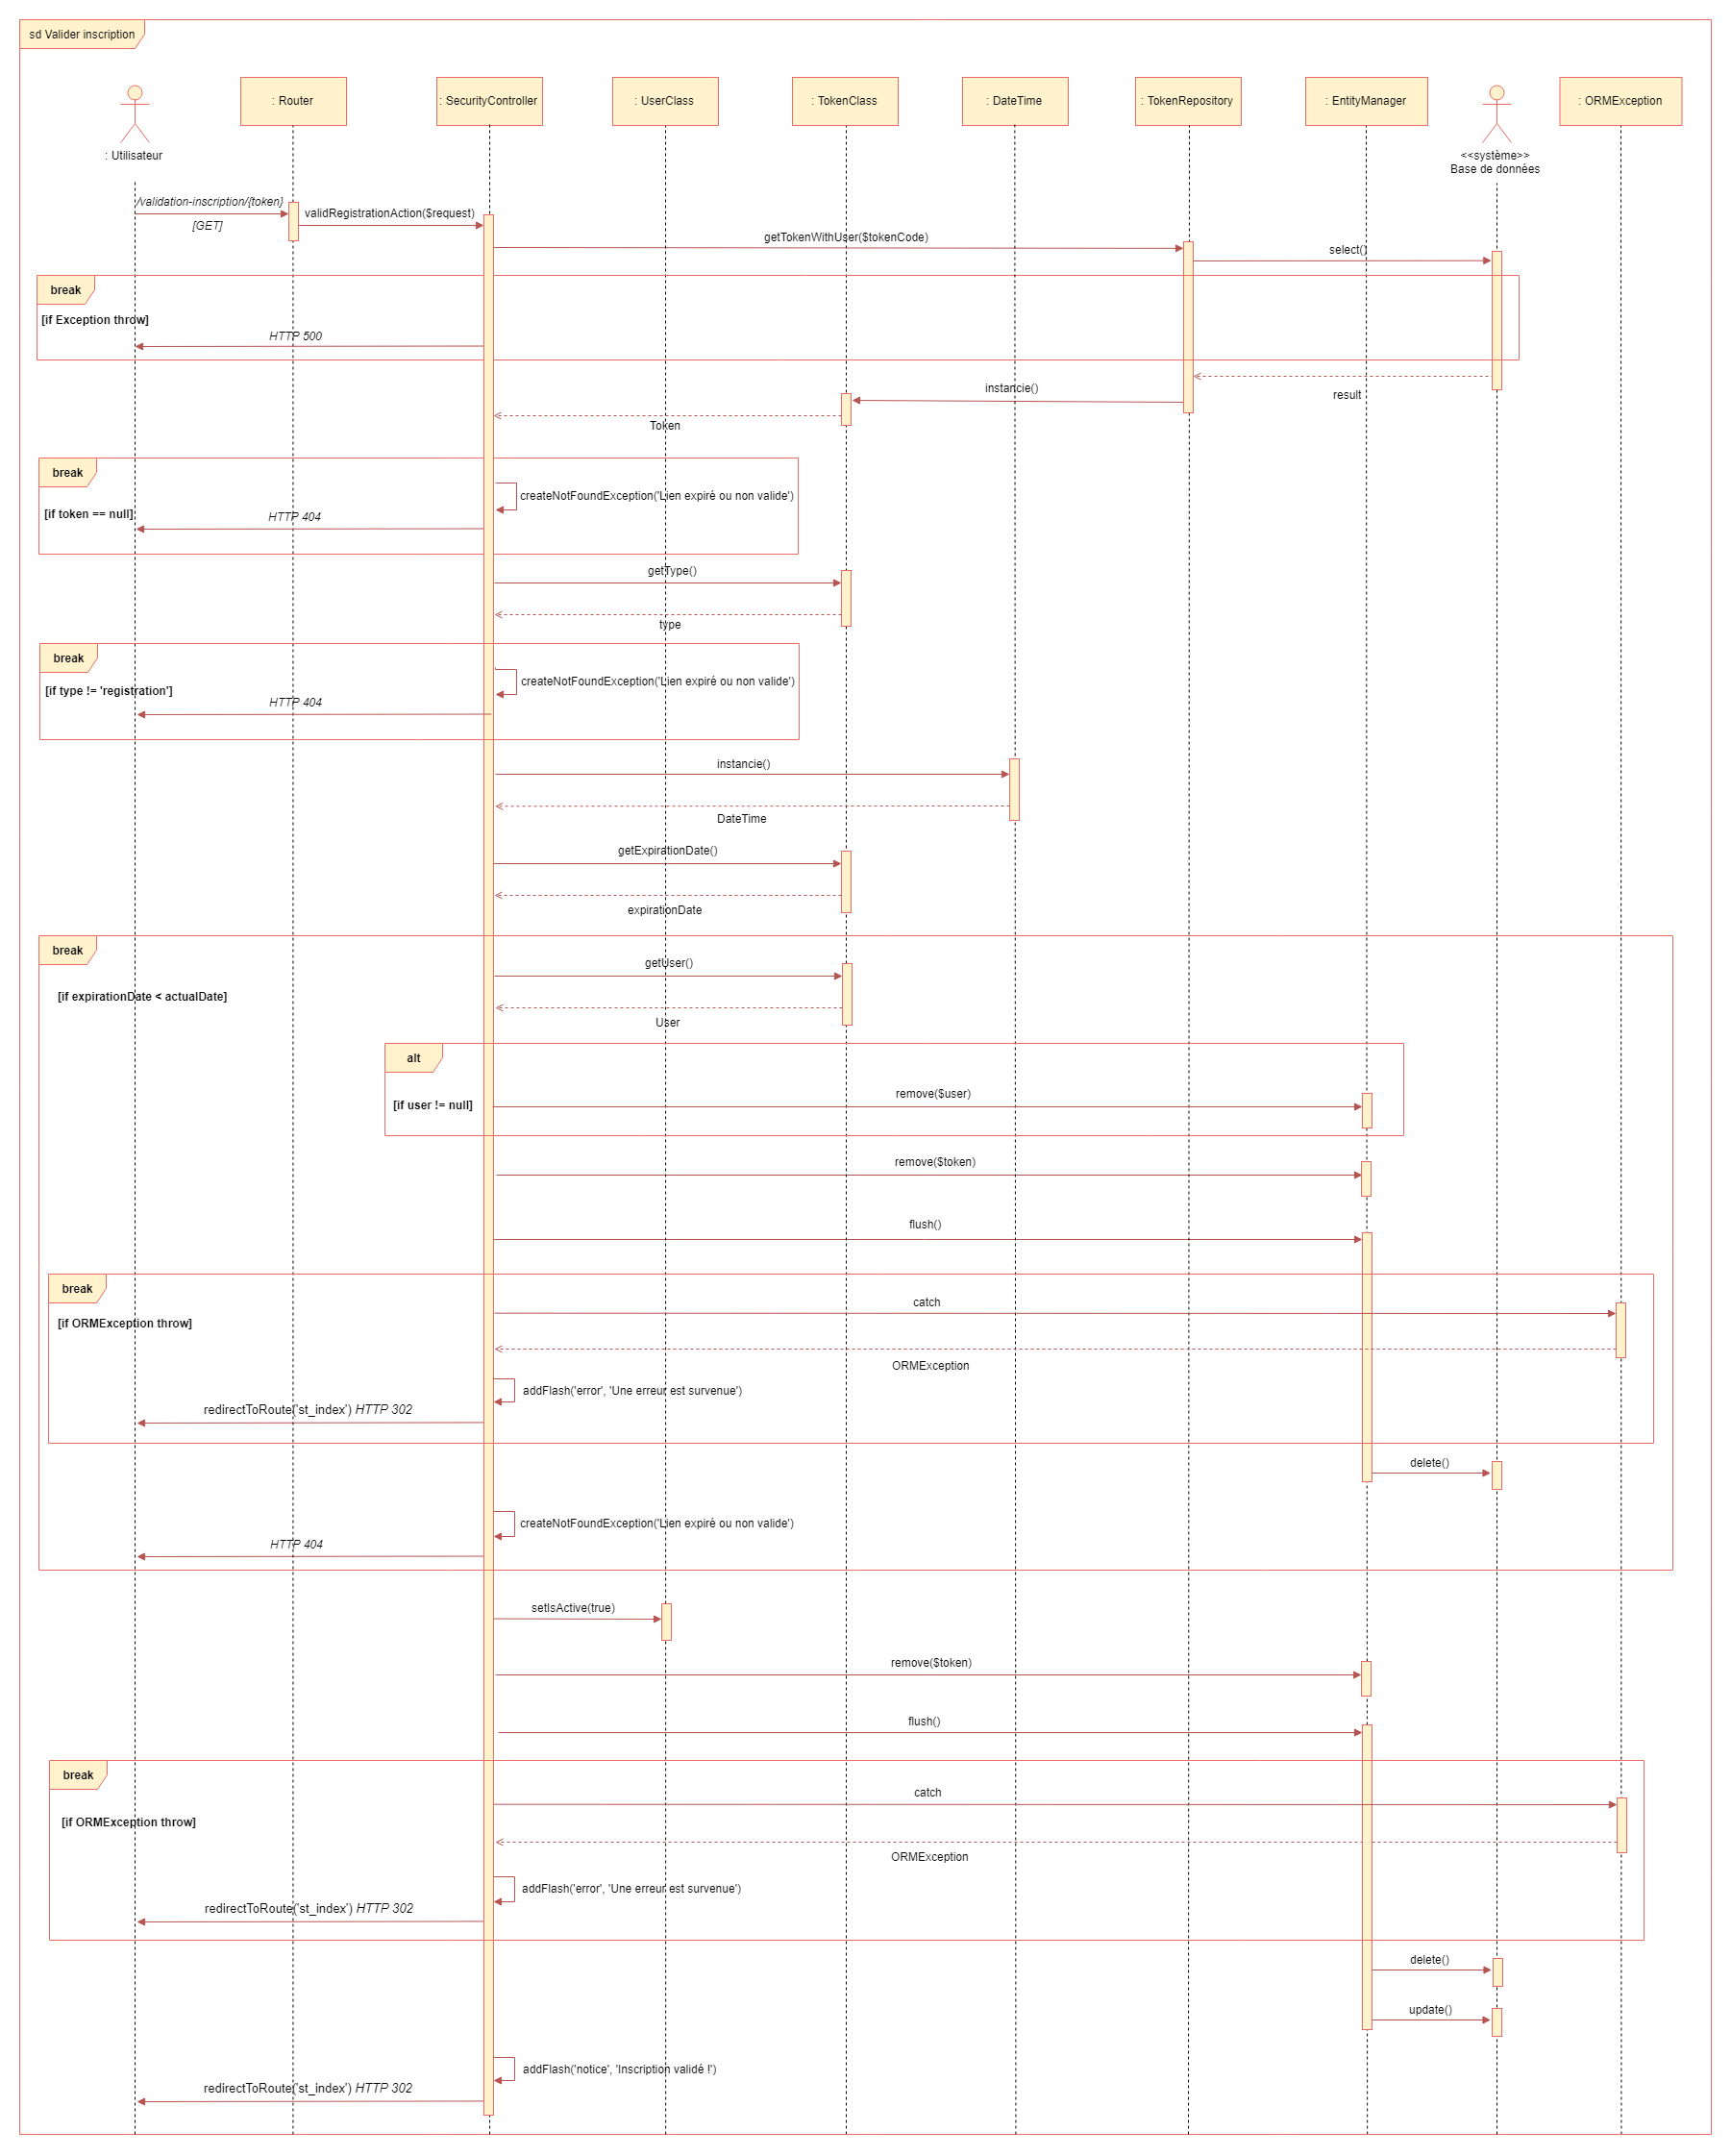 sd Valider inscription
: Utilisateur
: Router
: SecurityController
: UserClass
: TokenClass
: DateTime
: TokenRepository
: EntityManager
<<système>>
Base de données
: ORMException
/validation-inscription/{token}
[GET]
validRegistrationAction($request)
getTokenWithUser($tokenCode)
select()
break
[if Exception throw]
HTTP 500
result
instancie()
Token
break
[if token == null]
createNotFoundException('Lien expiré ou non valide')
HTTP 404
getType()
type
break
[if type != 'registration']
createNotFoundException('Lien expiré ou non valide')
HTTP 404
instancie()
DateTime
getExpirationDate()
expirationDate
break
[if expirationDate < actualDate]
getUser()
User
alt
[if user != null]
remove($user)
remove($token)
flush()
break
[if ORMException throw]
catch
ORMException
addFlash('error', 'Une erreur est survenue')
redirectToRoute('st_index') HTTP 302
delete()
createNotFoundException('Lien expiré ou non valide')
HTTP 404
setIsActive(true)
remove($token)
flush()
break
[if ORMException throw]
catch
ORMException
addFlash('error', 'Une erreur est survenue')
redirectToRoute('st_index') HTTP 302
delete()
update()
addFlash('notice', 'Inscription validé !')
redirectToRoute('st_index') HTTP 302